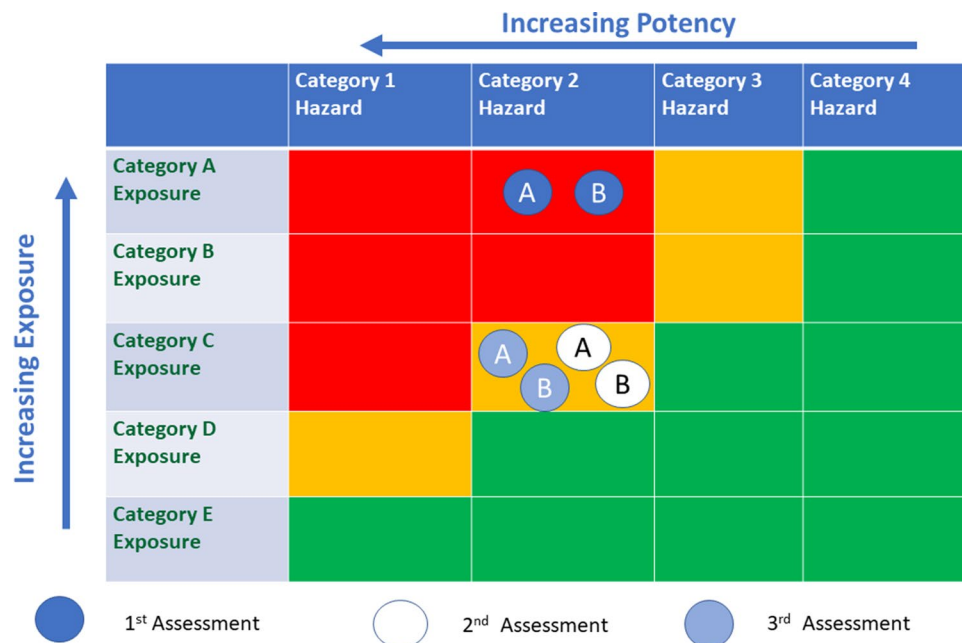 Increasing Potency
Category 1
Hazard
Category 2
Hazard
Category 3
Hazard
Category 4
Hazard
Increasing Exposure
Category A
Exposure
A
B
Category B
Exposure
Category C
Exposure
A
A
B
B
Category D
Exposure
Category E
Exposure
1st Assessment
2nd Assessment
3rd Assessment